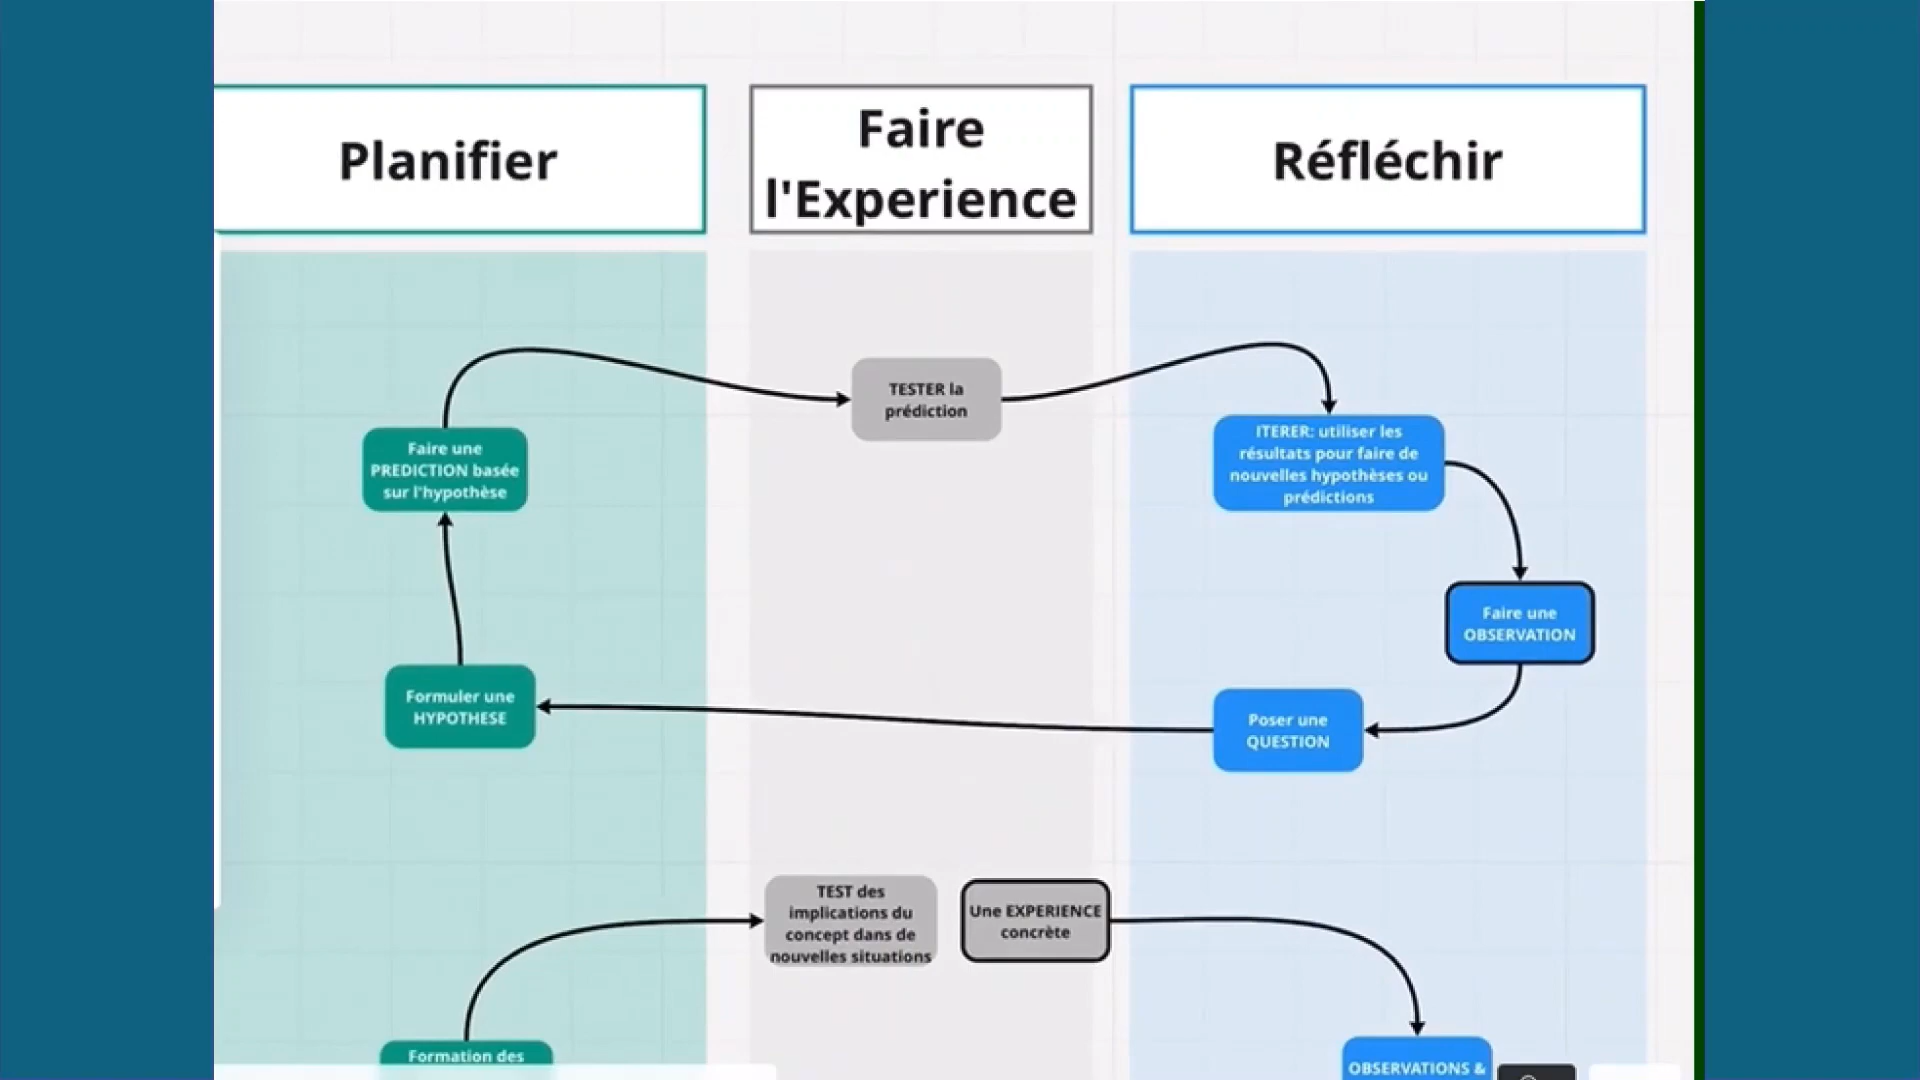 Planifier
Faire
l'Experience
Réfléchir
TESTER la
prédiction
Faire une
PREDICTION basée
sur l'hypothèse
ITERER: utiliser les
résultats pour faire de
nouvelles hypothèses ou
prédictions
Faire une
OBSERVATION
Formuler une
HYPOTHESE
Poser une
QUESTION
TEST des
implications du
concept dans de
nouvelles situations
Une EXPERIENCE
concrète
Formation des
OBSERVATIONS &